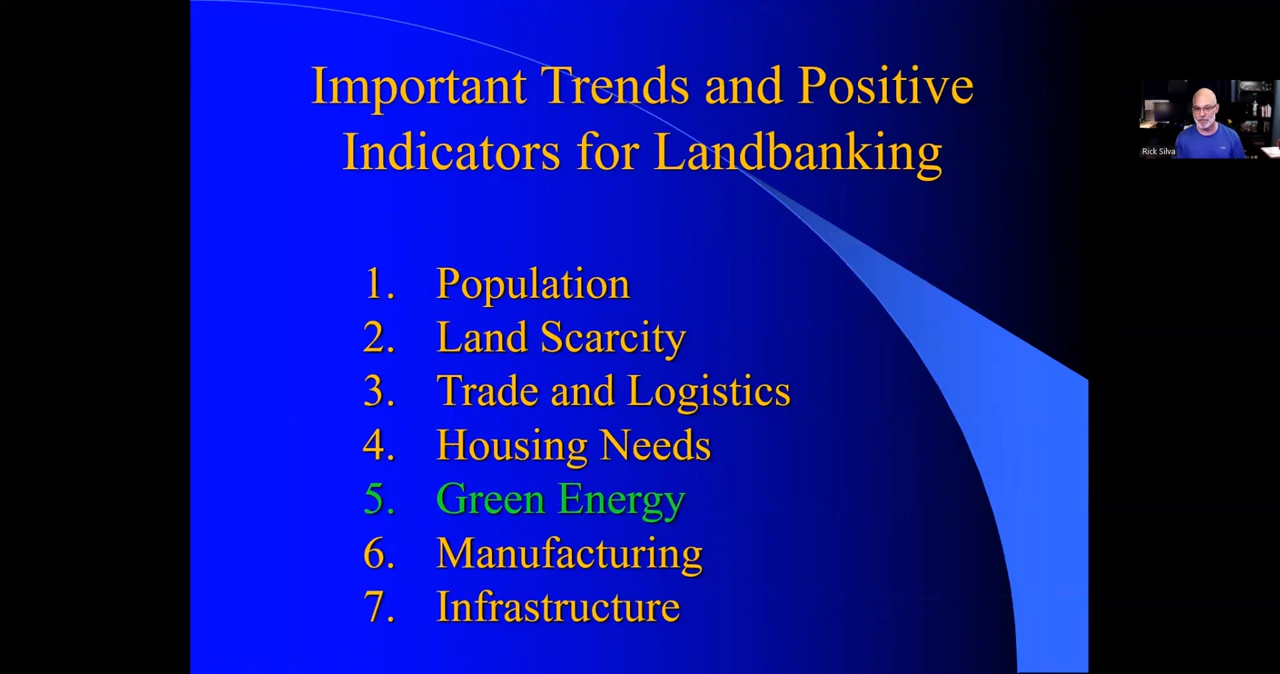 Important Trends and Positive
Indicators for Landbanking
1. Population
2. Land Scarcity
3. Trade and Logistics
4. Housing Needs
5. Green Energy
6. Manufacturing
7. Infrastructure
Rick Silva